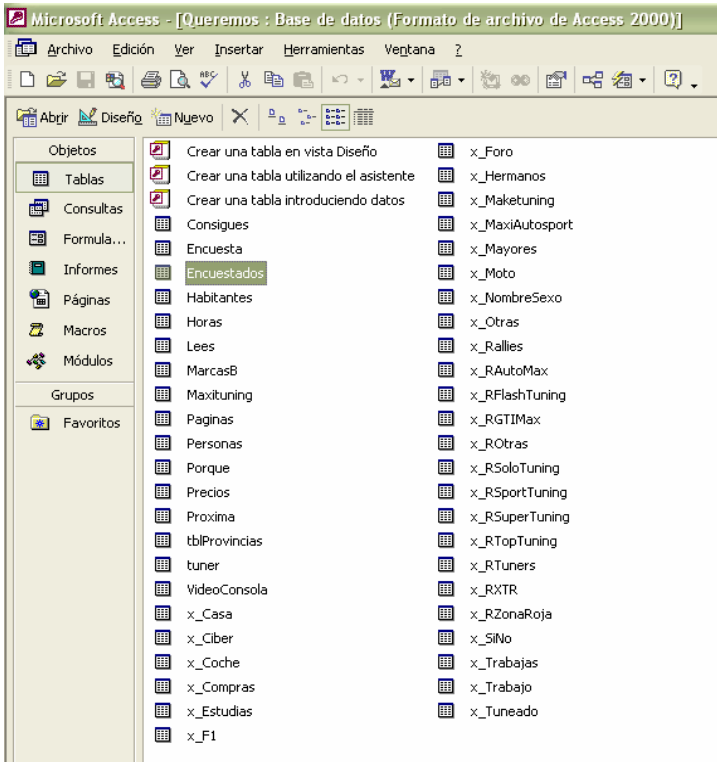 Microsoft Access - [Queremos : Base de datos (Formato de archivo de Access 2000)]
Archivo Edición Ver Insertar Herramientas Ventana ?
Abrir Diseño Nuevo
Objetos
Tablas
Consultas
Formula...
Informes
Páginas
Macros
Módulos
Grupos
Favoritos
Crear una tabla en vista Diseño
Crear una tabla utilizando el asistente
Crear una tabla introduciendo datos
Consigues
Encuesta
Encuestados
Habitantes
Horas
Lees
MarcasB
Maxituning
Paginas
Personas
Porque
Precios
Proxima
tblProvincias
tuner
VideoConsola
x_Casa
x_Ciber
x_Coche
x_Compras
x_Estudias
x_F1
x_Foro
x_Hermanos
x_Maketuning
x_MaxiAutosport
x_Mayores
x_Moto
x_NombreSexo
x_Otras
x_Rallies
x_RAutoMax
x_RFlashTuning
x_RGTIMax
x_ROtras
x_RSoloTuning
x_RSportTuning
x_RSuperTuning
x_RTopTuning
x_RTuners
x_RXTR
x_RZonaRoja
x_SiNo
x_Trabajas
x_Trabajo
x_Tuneado